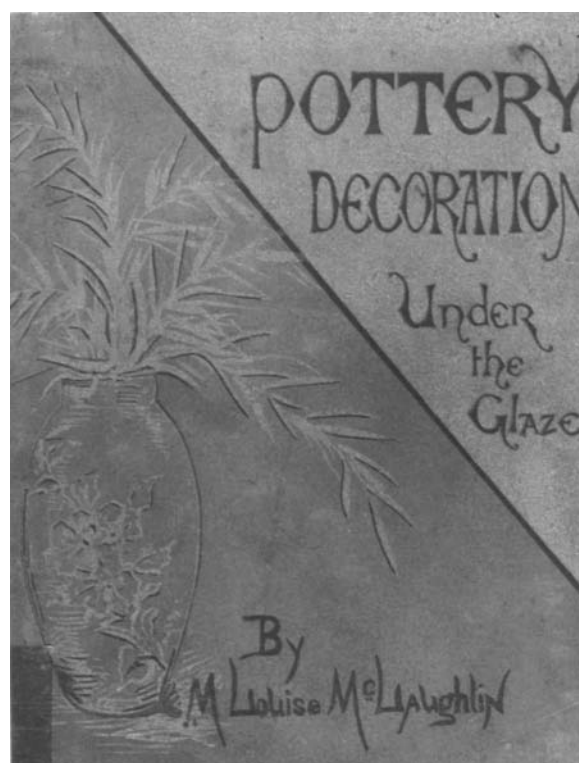 POTTERY
DECORATION
UNDER
the
GLAZE
By
M LOUISE McLAUGHLIN